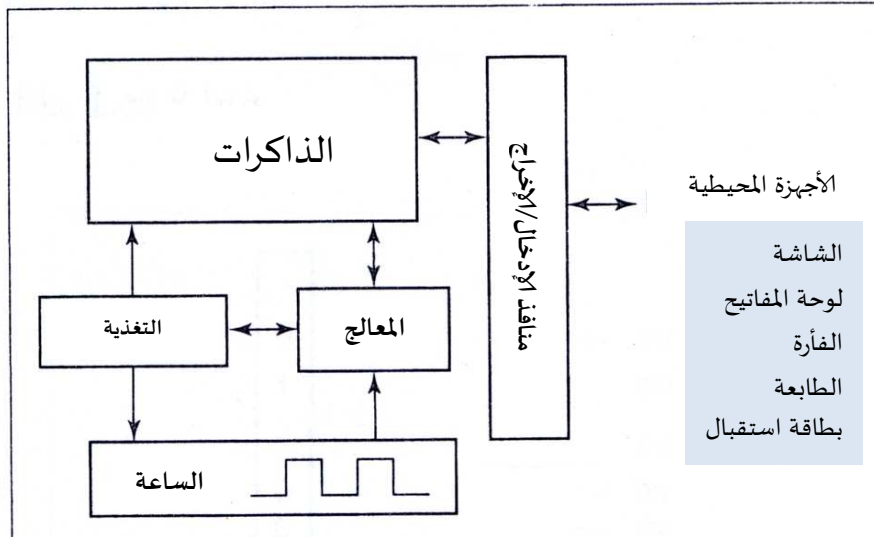 الذاكرات
منافذ الإدخال/الإخراج
الأجهزة المحيطية
الشاشة
لوحة المفاتيح
الفأرة
الطابعة
بطاقة استقبال
المعالج
التغذية
الساعة